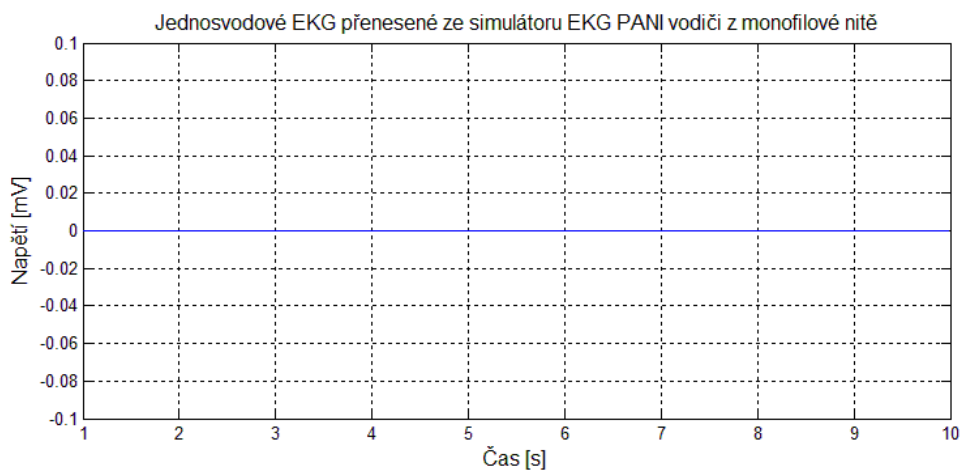 Jednosvodové EKG přenesené ze simulátoru EKG PANI vodiči z monofilové nitě
0.1
0.08
0.06
0.04
0.02
0
-0.02
-0.04
-0.06
-0.08
-0.1
Napětí [mV]
1 2 3 4 5 6 7 8 9 10
Čas [s]